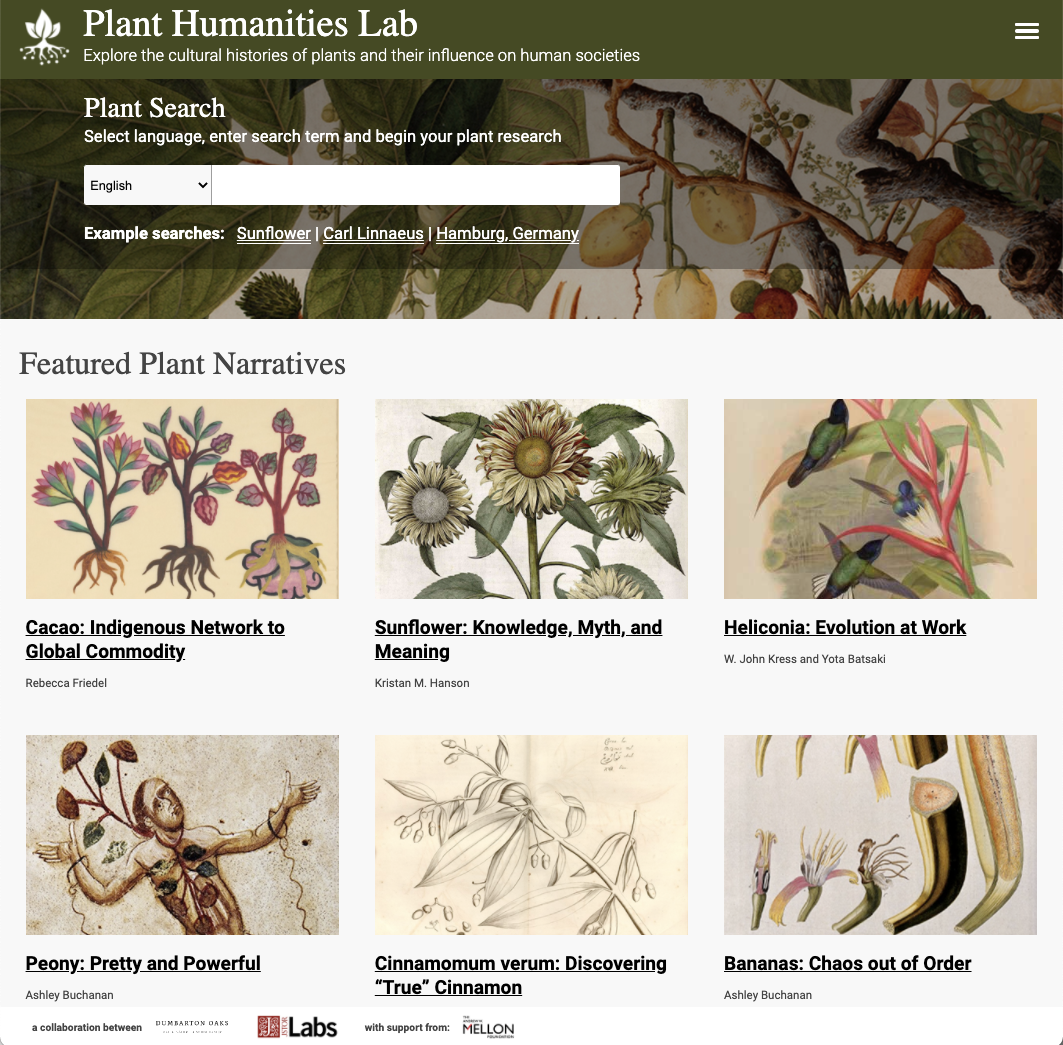 Plant Humanities Lab
Explore the cultural histories of plants and their influence on human societies
Plant Search
Select language, enter search term and begin your plant research
English
Example searches: Sunflower | Carl Linnaeus | Hamburg, Germany
Featured Plant Narratives
Cacao: Indigenous Network to
Global Commodity
Rebecca Friedel
Sunflower: Knowledge, Myth, and
Meaning
Kristan M. Hanson
Heliconia: Evolution at Work
W. John Kress and Yota Batsaki
Peony: Pretty and Powerful
Ashley Buchanan
Cinnamomum verum: Discovering
“True” Cinnamon
Bananas: Chaos out of Order
Ashley Buchanan
a collaboration between
DUMBARTON OAKS
JSTOR Labs
with support from:
MELLON